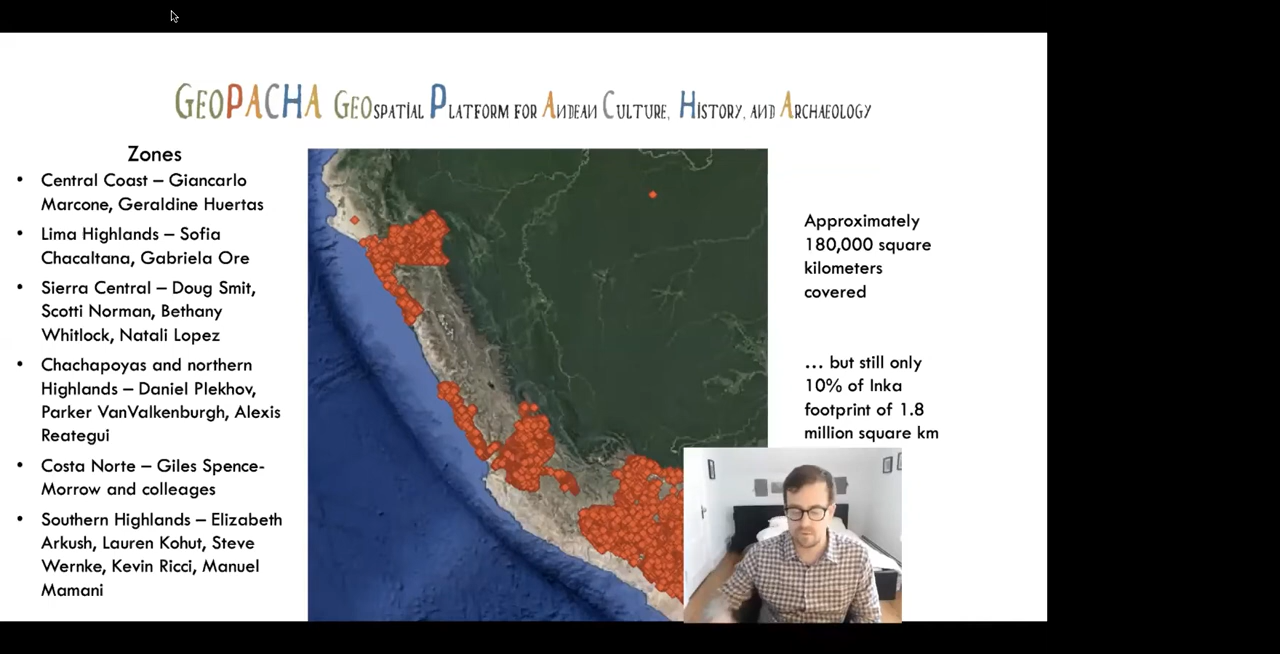 GEOPACHA GEOSPATIAL PLATFORM FOR ANDEAN CULTURE, HISTORY, AND ARCHAEOLOGY
Zones
• Central Coast – Giancarlo
Marcone, Geraldine Huertas
• Lima Highlands – Sofia
Chacaltana, Gabriela Ore
• Sierra Central – Doug Smit,
Scotti Norman, Bethany
Whitlock, Natali Lopez
• Chachapoyas and northern
Highlands – Daniel Plekhov,
Parker VanValkenburgh, Alexis
Reategui
• Costa Norte – Giles Spence-
Morrow and colleages
• Southern Highlands – Elizabeth
Arkush, Lauren Kohut, Steve
Wernke, Kevin Ricci, Manuel
Mamani
Approximately
180,000 square
kilometers
covered
... but still only
10% of Inka
footprint of 1.8
million square km